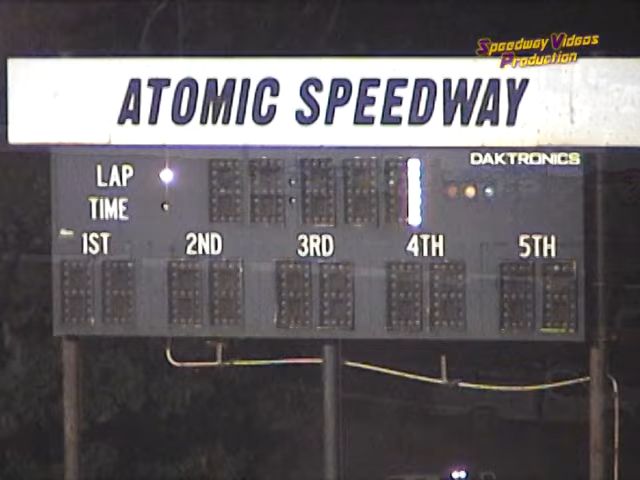 Speedway Videos
Production
ATOMIC SPEEDWAY
DAKTRONICS
LAP
TIME
1ST 2ND 3RD 4TH 5TH